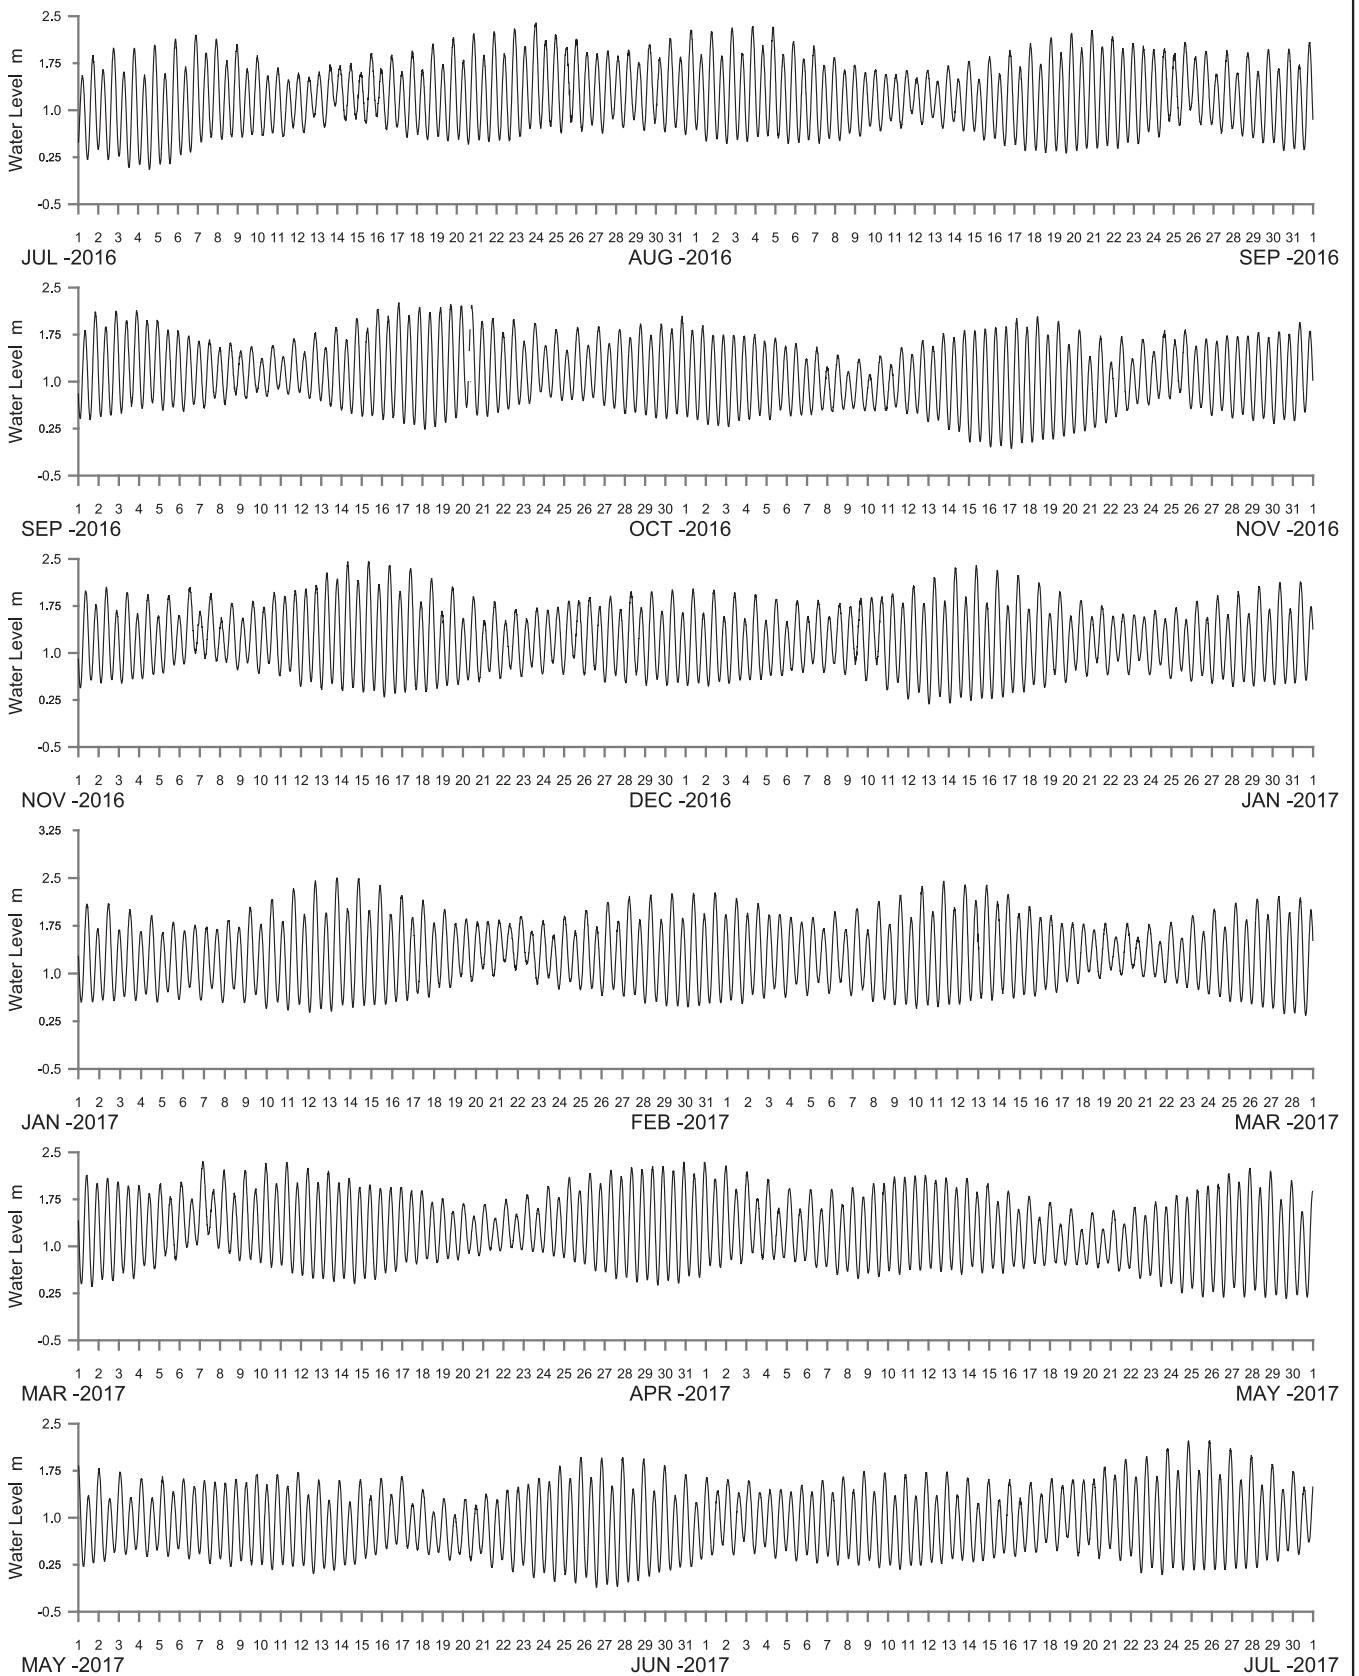 2.5
1.75
1.0
0.25
-0.5
Water Level m
1 2 3 4 5 6 7 8 9 10 11 12 13 14 15 16 17 18 19 20 21 22 23 24 25 26 27 28 29 30 31 1 2 3 4 5 6 7 8 9 10 11 12 13 14 15 16 17 18 19 20 21 22 23 24 25 26 27 28 29 30 31 1
JUL -2016 AUG -2016 SEP -2016
2.5
1.75
1.0
0.25
-0.5
Water Level m
1 2 3 4 5 6 7 8 9 10 11 12 13 14 15 16 17 18 19 20 21 22 23 24 25 26 27 28 29 30 1 2 3 4 5 6 7 8 9 10 11 12 13 14 15 16 17 18 19 20 21 22 23 24 25 26 27 28 29 30 31 1
SEP -2016 OCT -2016 NOV -2016
2.5
1.75
1.0
0.25
-0.5
Water Level m
1 2 3 4 5 6 7 8 9 10 11 12 13 14 15 16 17 18 19 20 21 22 23 24 25 26 27 28 29 30 1 2 3 4 5 6 7 8 9 10 11 12 13 14 15 16 17 18 19 20 21 22 23 24 25 26 27 28 29 30 31 1
NOV -2016 DEC -2016 JAN -2017
3.25
2.5
1.75
1.0
0.25
-0.5
Water Level m
1 2 3 4 5 6 7 8 9 10 11 12 13 14 15 16 17 18 19 20 21 22 23 24 25 26 27 28 29 30 31 1 2 3 4 5 6 7 8 9 10 11 12 13 14 15 16 17 18 19 20 21 22 23 24 25 26 27 28 1
JAN -2017 FEB -2017 MAR -2017
2.5
1.75
1.0
0.25
-0.5
Water Level m
1 2 3 4 5 6 7 8 9 10 11 12 13 14 15 16 17 18 19 20 21 22 23 24 25 26 27 28 29 30 31 1 2 3 4 5 6 7 8 9 10 11 12 13 14 15 16 17 18 19 20 21 22 23 24 25 26 27 28 29 30 1
MAR -2017 APR -2017 MAY -2017
2.5
1.75
1.0
0.25
-0.5
Water Level m
1 2 3 4 5 6 7 8 9 10 11 12 13 14 15 16 17 18 19 20 21 22 23 24 25 26 27 28 29 30 31 1 2 3 4 5 6 7 8 9 10 11 12 13 14 15 16 17 18 19 20 21 22 23 24 25 26 27 28 29 30 1
MAY -2017 JUN -2017 JUL -2017